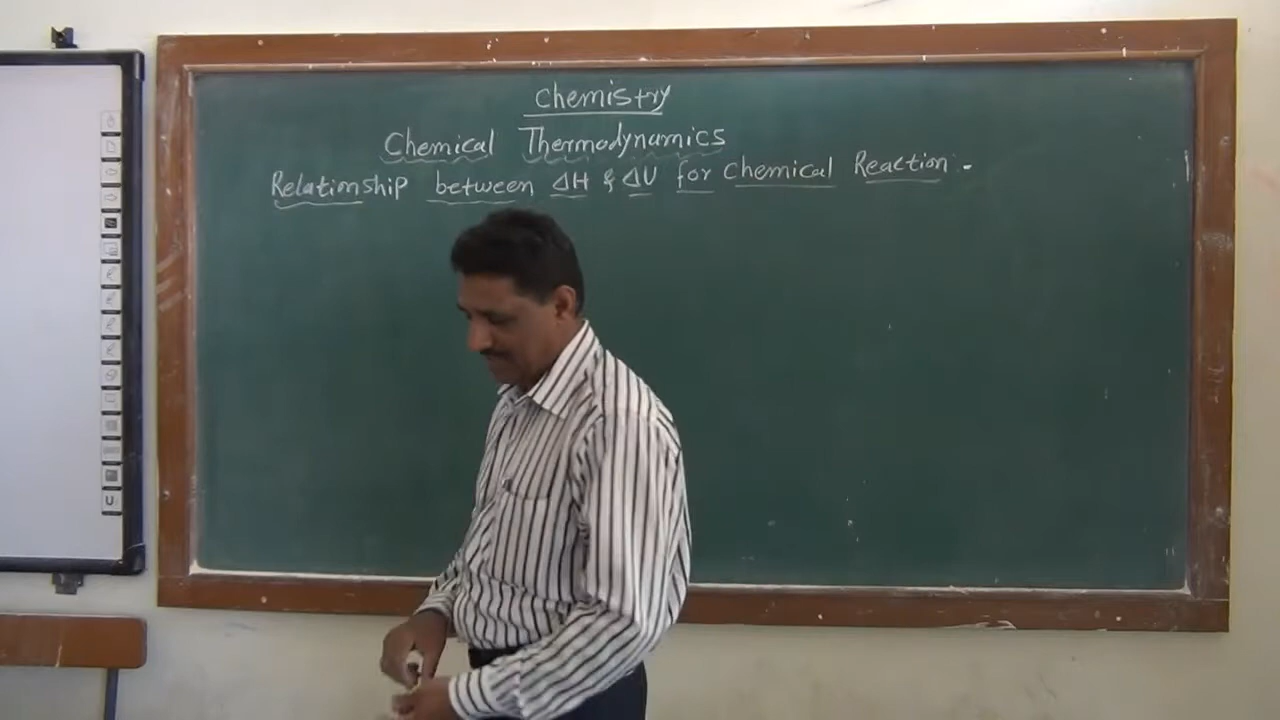 Chemistry
Chemical Thermodynamics
Relationship between ΔH & ΔU for Chemical Reaction.